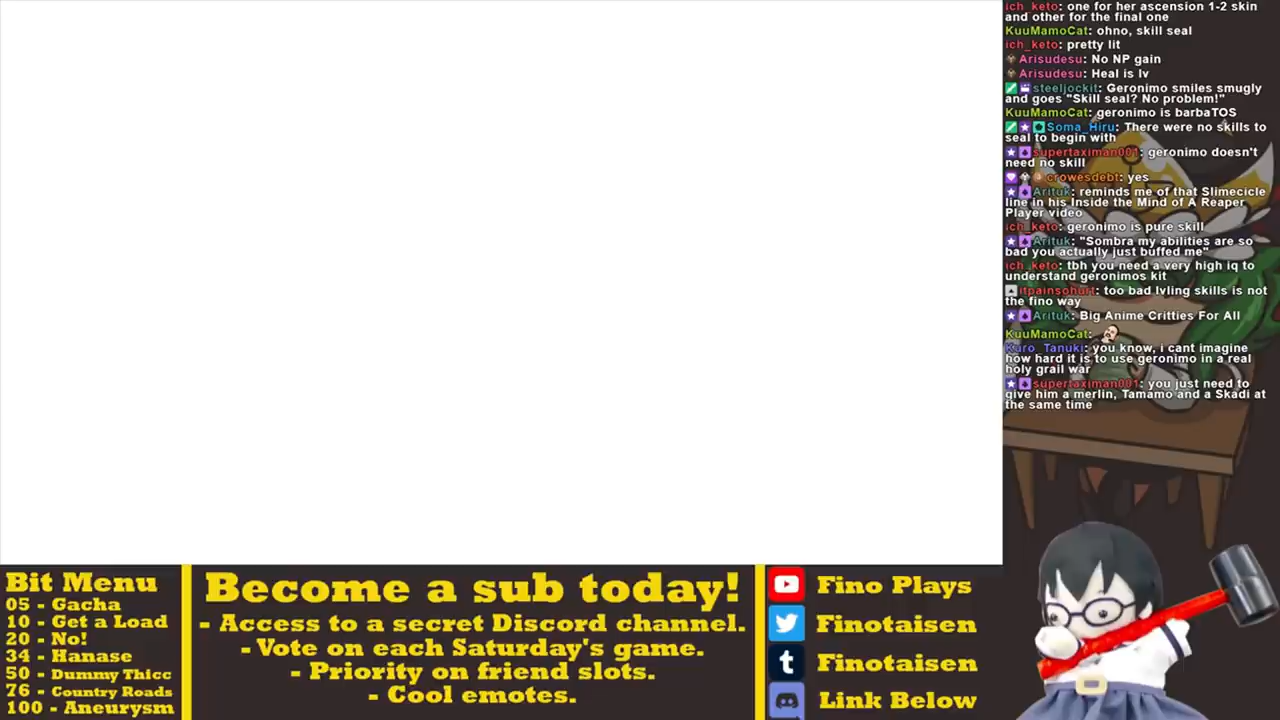 ich_keto: one for her ascension 1-2 skin
and other for the final one
KuuMamoCat: ohno, skill seal
ich_keto: pretty lit
Arisudesu: No NP gain
Arisudesu: Heal is lv
steeljockit: Geronimo smiles smugly
and goes "Skill seal? No problem!"
KuuMamoCat: geronimo is barbaTOS
Soma_Hiru: There were no skills to
seal to begin with
supertaximan001: geronimo doesn't
need no skill
crowesdebt: yes
Arituk: reminds me of that Slimecicle
line in his Inside the Mind of A Reaper
Player video
ich_keto: geronimo is pure skill
Arituk: "Sombra my abilities are so
bad you actually just buffed me"
ich_keto: tbh you need a very high iq to
understand geronimos kit
itpainsohurt: too bad lvling skills is not
the fino way
Arituk: Big Anime Critties For All
KuuMamoCat:
Kuro_Tanuki: you know, i cant imagine
how hard it is to use geronimo in a real
holy grail war
supertaximan001: you just need to
give him a merlin, Tamamo and a Skadi at
the same time
Bit Menu
05 - Gacha
10 - Get a Load
20 - No!
34 - Hanase
50 - Dummy Thicc
76 - Country Roads
100 - Aneurysm
Become a sub today!
- Access to a secret Discord channel.
- Vote on each Saturday's game.
- Priority on friend slots.
- Cool emotes.
Fino Plays
Finotaisen
t Finotaisen
Link Below